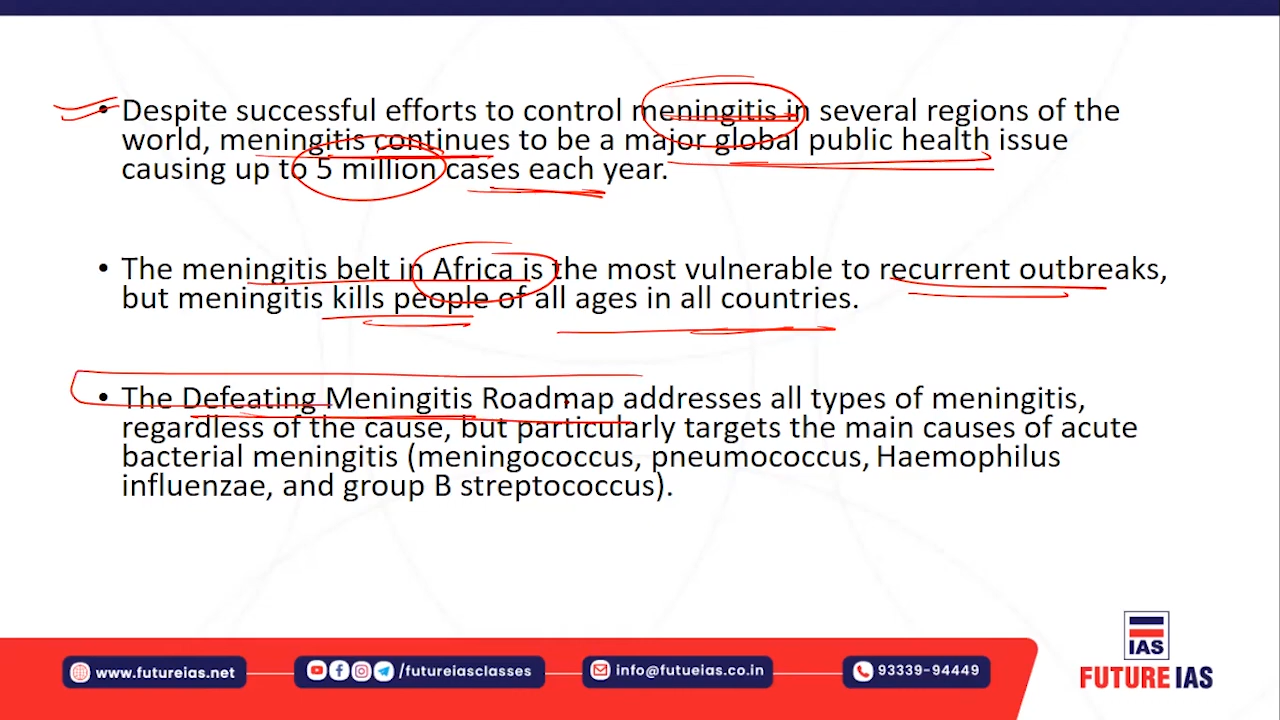 • Despite successful efforts to control meningitis in several regions of the
world, meningitis continues to be a major global public health issue
causing up to 5 million cases each year.
• The meningitis belt in Africa is the most vulnerable to recurrent outbreaks,
but meningitis kills people of all ages in all countries.
• The Defeating Meningitis Roadmap addresses all types of meningitis,
regardless of the cause, but particularly targets the main causes of acute
bacterial meningitis (meningococcus, pneumococcus, Haemophilus
influenzae, and group B streptococcus).
www.futureias.net
/futureiasclasses
info@futueias.co.in
93339-94449
IAS
FUTURE IAS